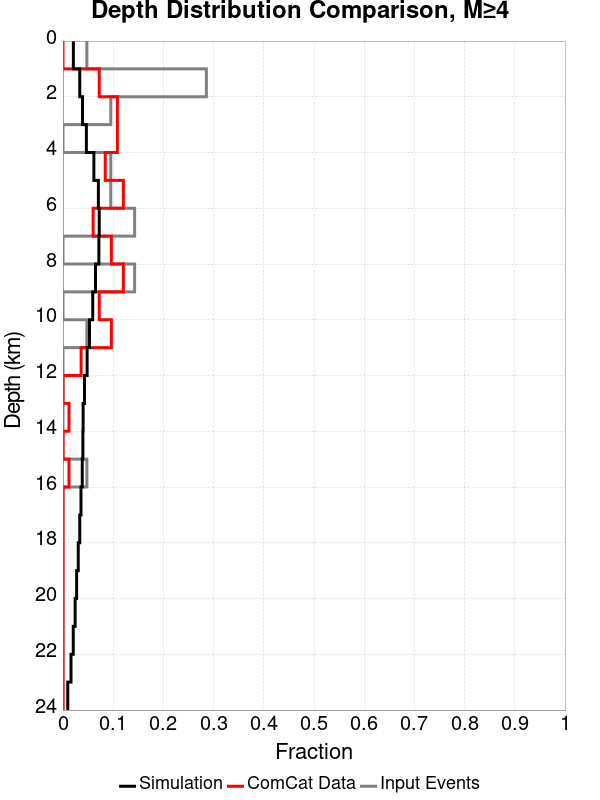 Depth Distribution Comparison, M≥4
0
2
4
6
8
10
12
14
16
18
20
22
24
Depth (km)
0 0.1 0.2 0.3 0.4 0.5 0.6 0.7 0.8 0.9 1
Fraction
Simulation ComCat Data Input Events